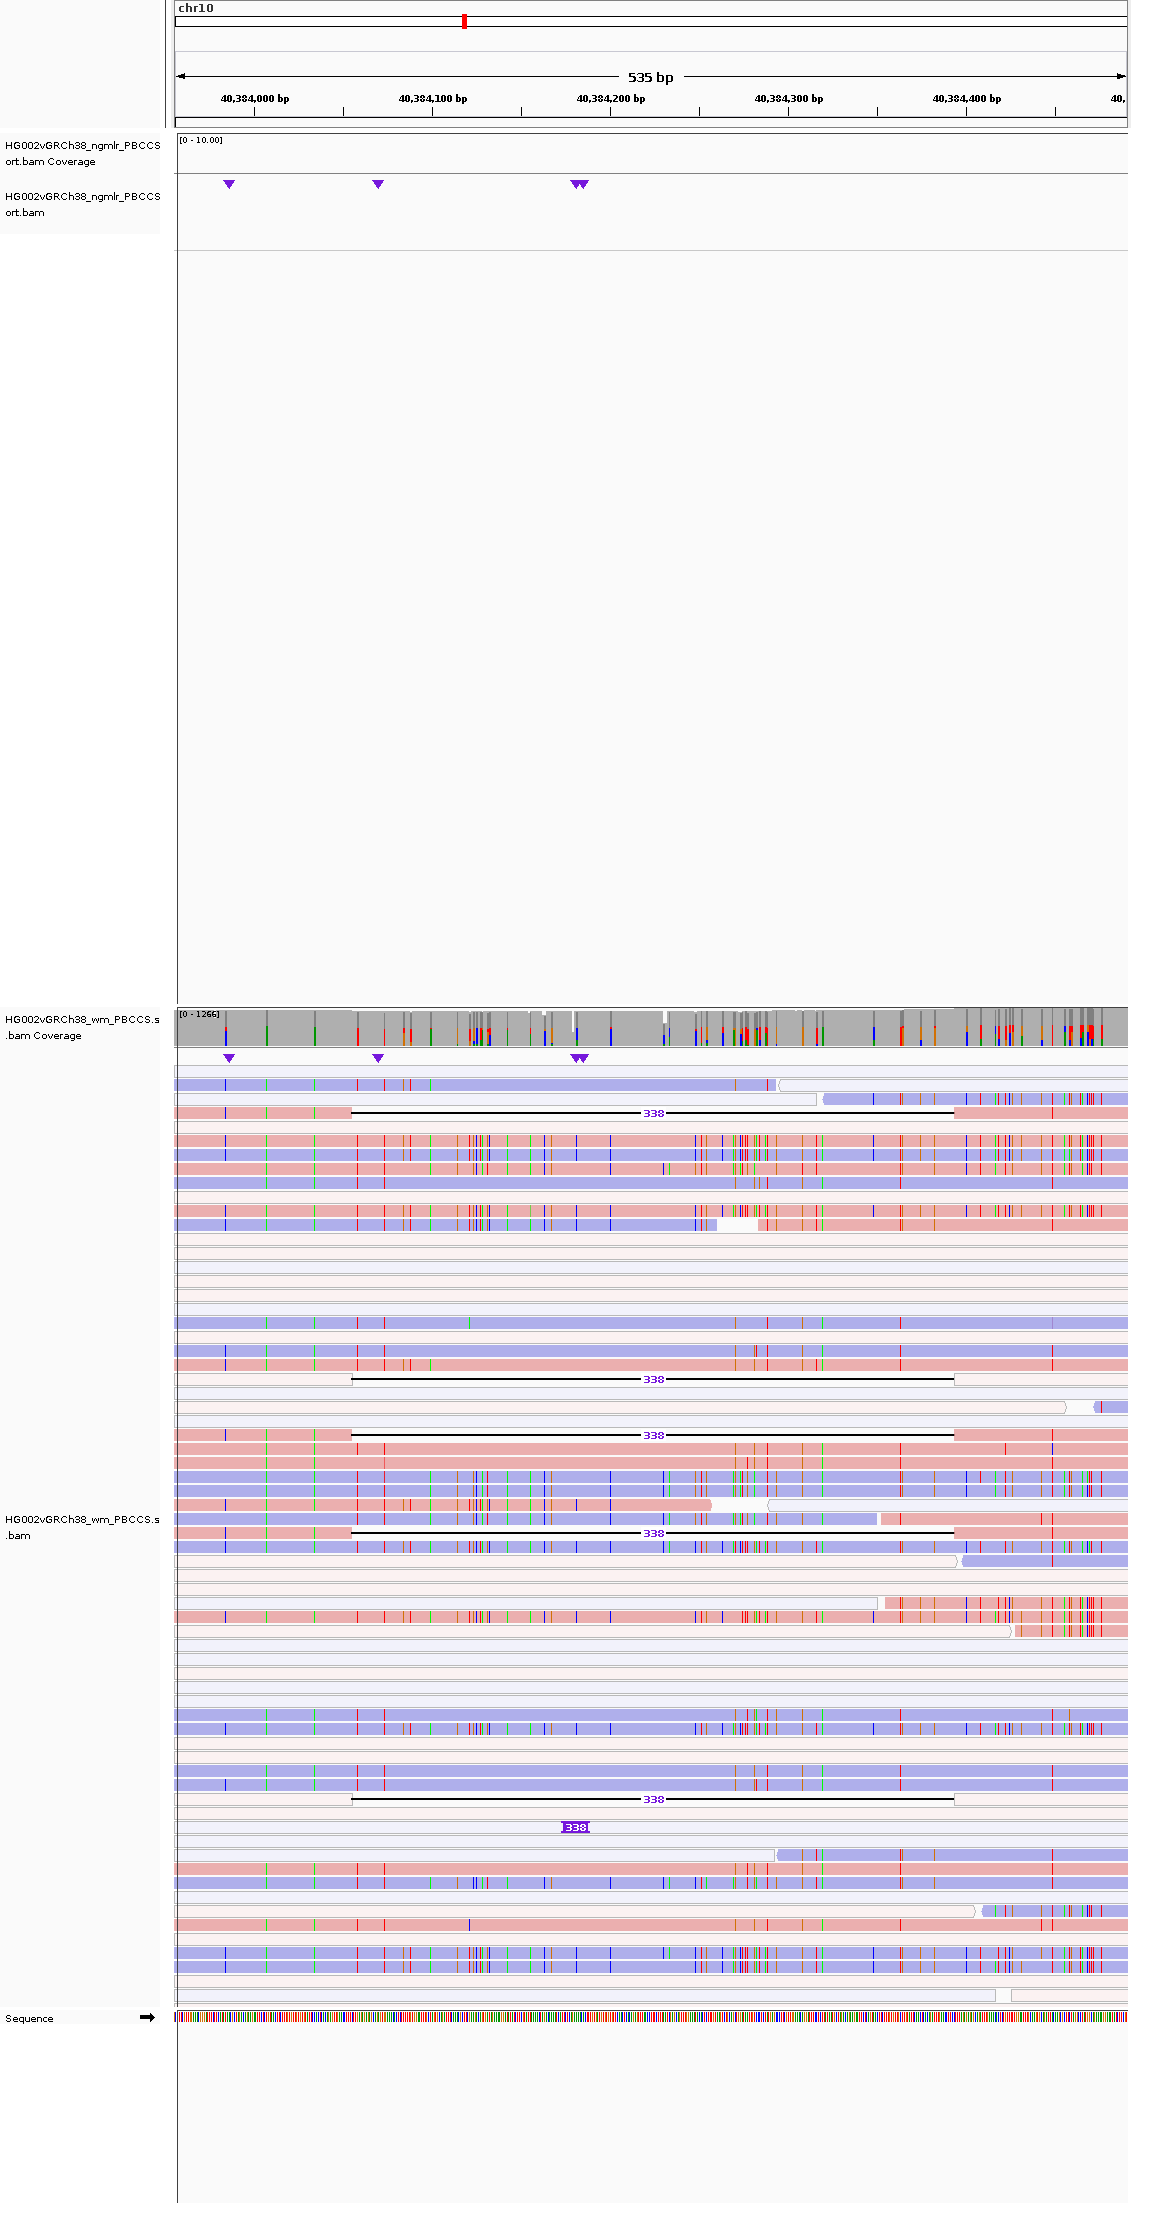 chr10
535 bp
40,384,000 bp 40,384,100 bp 40,384,200 bp 40,384,300 bp 40,384,400 bp 40,
HG002vGRCh38_ngmlr_PBCCS
ort.bam Coverage
[0 - 10.00]
HG002vGRCh38_ngmlr_PBCCS
ort.bam
HG002vGRCh38_wm_PBCCS.s
.bam Coverage
[0 - 1266]
338
338
338
HG002vGRCh38_wm_PBCCS.s
.bam
338
338
338
Sequence